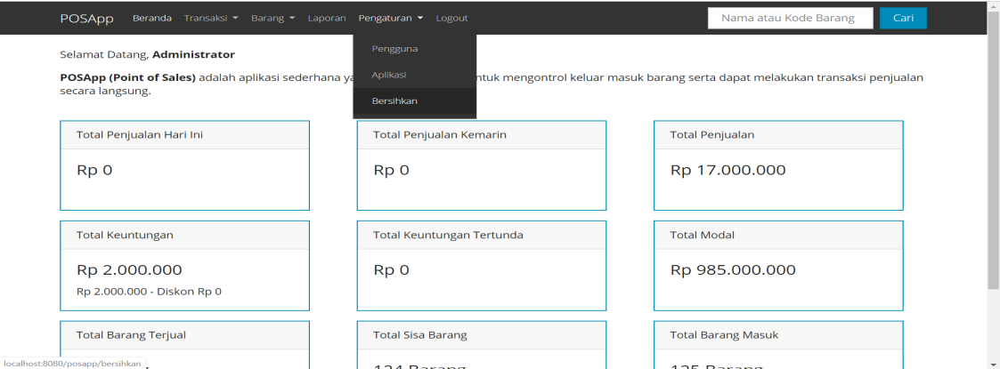 POSApp Beranda Transaksi Barang Laporan Pengaturan Logout Nama atau Kode Barang Cari
Pengguna
Aplikasi
Bersihkan
Selamat Datang, Administrator
POSApp (Point of Sales) adalah aplikasi sederhana ntuk mengontrol keluar masuk barang serta dapat melakukan transaksi penjualan
secara langsung.
Total Penjualan Hari Ini
Rp 0
Total Penjualan Kemarin
Rp 0
Total Penjualan
Rp 17.000.000
Total Keuntungan
Rp 2.000.000
Rp 2.000.000 - Diskon Rp 0
Total Keuntungan Tertunda
Rp 0
Total Modal
Rp 985.000.000
Total Barang Terjual
Total Sisa Barang
124 Barang
Total Barang Masuk
125 Barang
localhost:8080/posapp/bersihkan